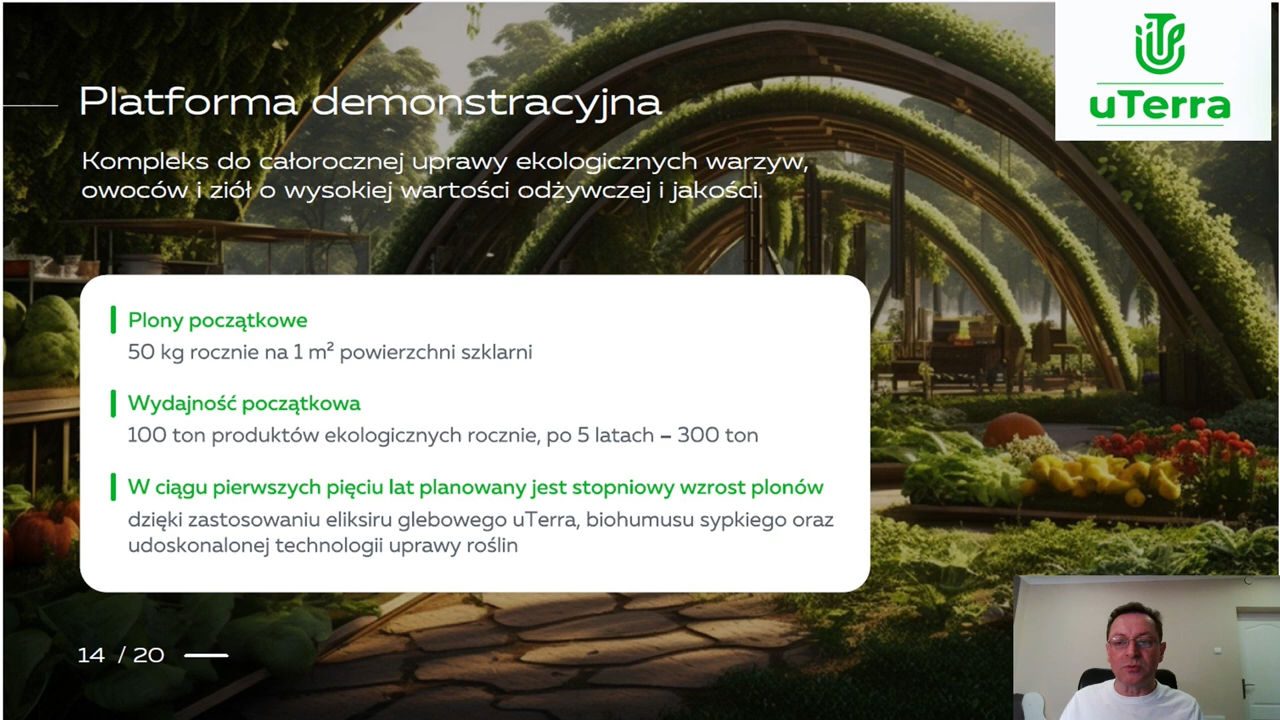 Platforma demonstracyjna
Kompleks do całorocznej uprawy ekologicznych warzyw,
owoców i ziół o wysokiej wartości odżywczej i jakości.
uTerra
Plony początkowe
50 kg rocznie na 1 m² powierzchni szklarni
Wydajność początkowa
100 ton produktów ekologicznych rocznie, po 5 latach – 300 ton
W ciągu pierwszych pięciu lat planowany jest stopniowy wzrost plonów
dzięki zastosowaniu eliksiru glebowego uTerra, biohumusu sypkiego oraz
udoskonalonej technologii uprawy roślin
14 / 20